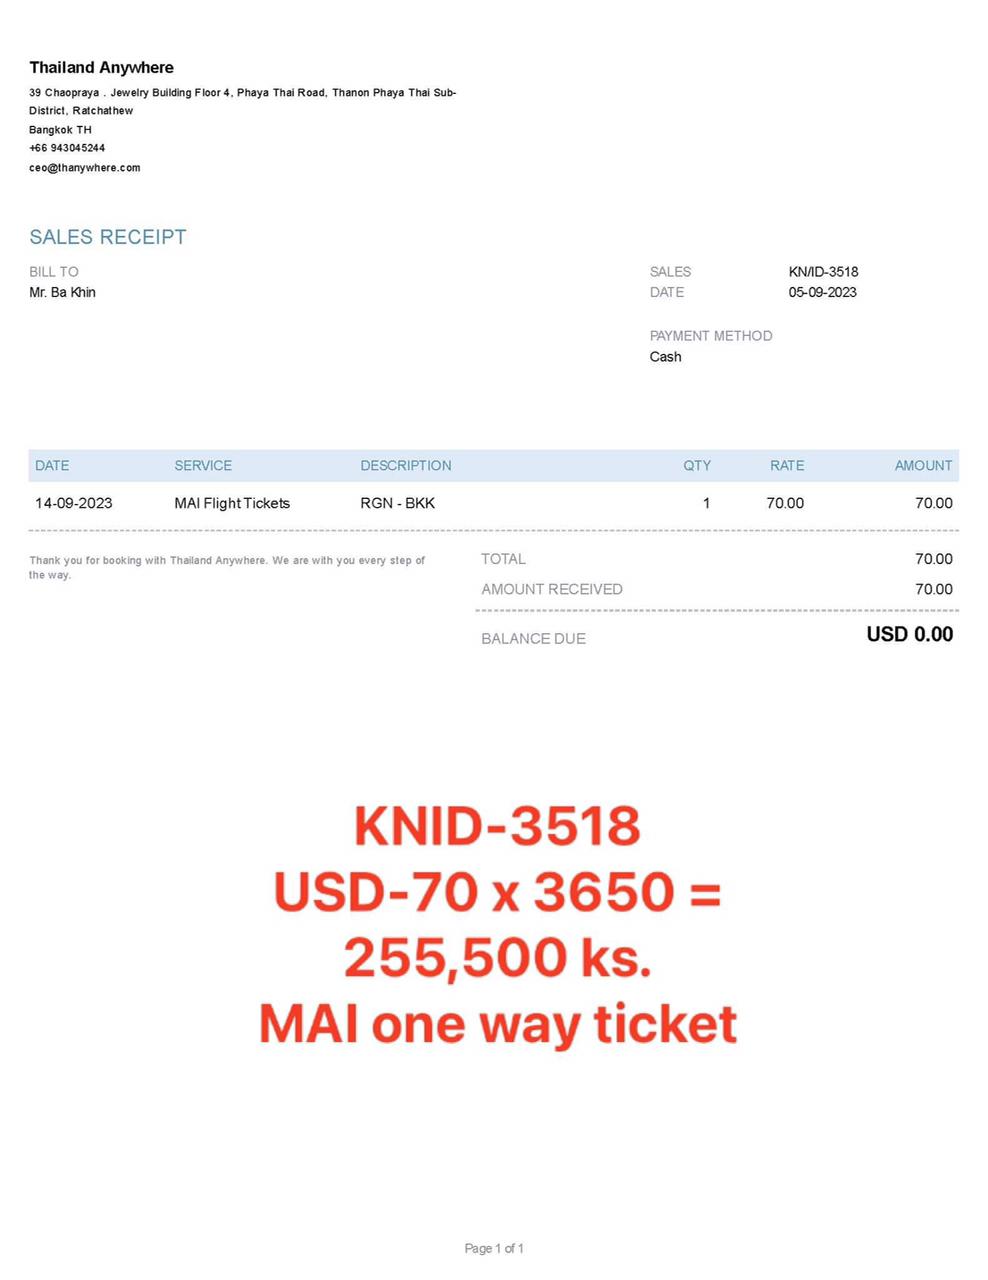 Thailand Anywhere
39 Chaopraya . Jewelry Building Floor 4, Phaya Thai Road, Thanon Phaya Thai Sub-
District, Ratchathew
Bangkok TH
+66 943045244
ceo@thanywhere.com
SALES RECEIPT
BILL TO
Mr. Ba Khin
SALES KN/ID-3518
DATE 05-09-2023
PAYMENT METHOD
Cash
DATE SERVICE DESCRIPTION QTY RATE AMOUNT
14-09-2023 MAI Flight Tickets RGN - BKK 1 70.00 70.00
Thank you for booking with Thailand Anywhere. We are with you every step of
the way.
TOTAL 70.00
AMOUNT RECEIVED 70.00
BALANCE DUE USD 0.00
KNID-3518
USD-70 x 3650 =
255,500 ks.
MAI one way ticket
Page 1 of 1